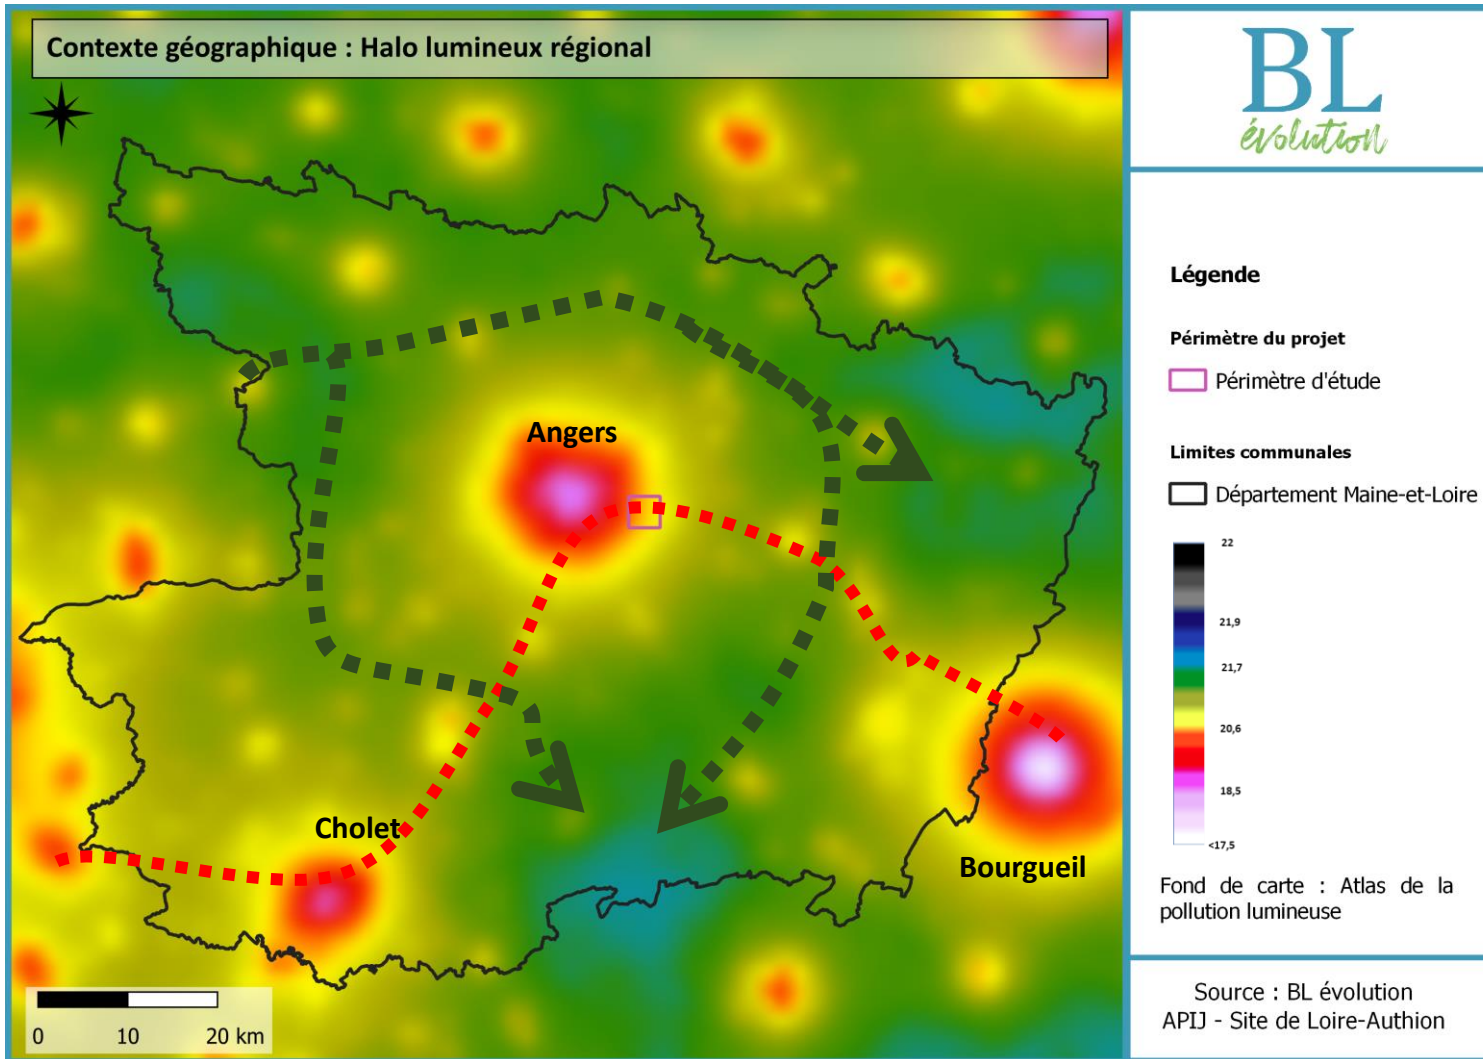 Contexte géographique : Halo lumineux régional
Angers
Cholet
Bourgueil
0 10 20 km
BL
évolution
Légende
Périmètre du projet
Périmètre d'étude
Limites communales
Département Maine-et-Loire
22
21,9
21,7
20,6
18,5
<17,5
Fond de carte : Atlas de la
pollution lumineuse
Source : BL évolution
APIJ - Site de Loire-Authion